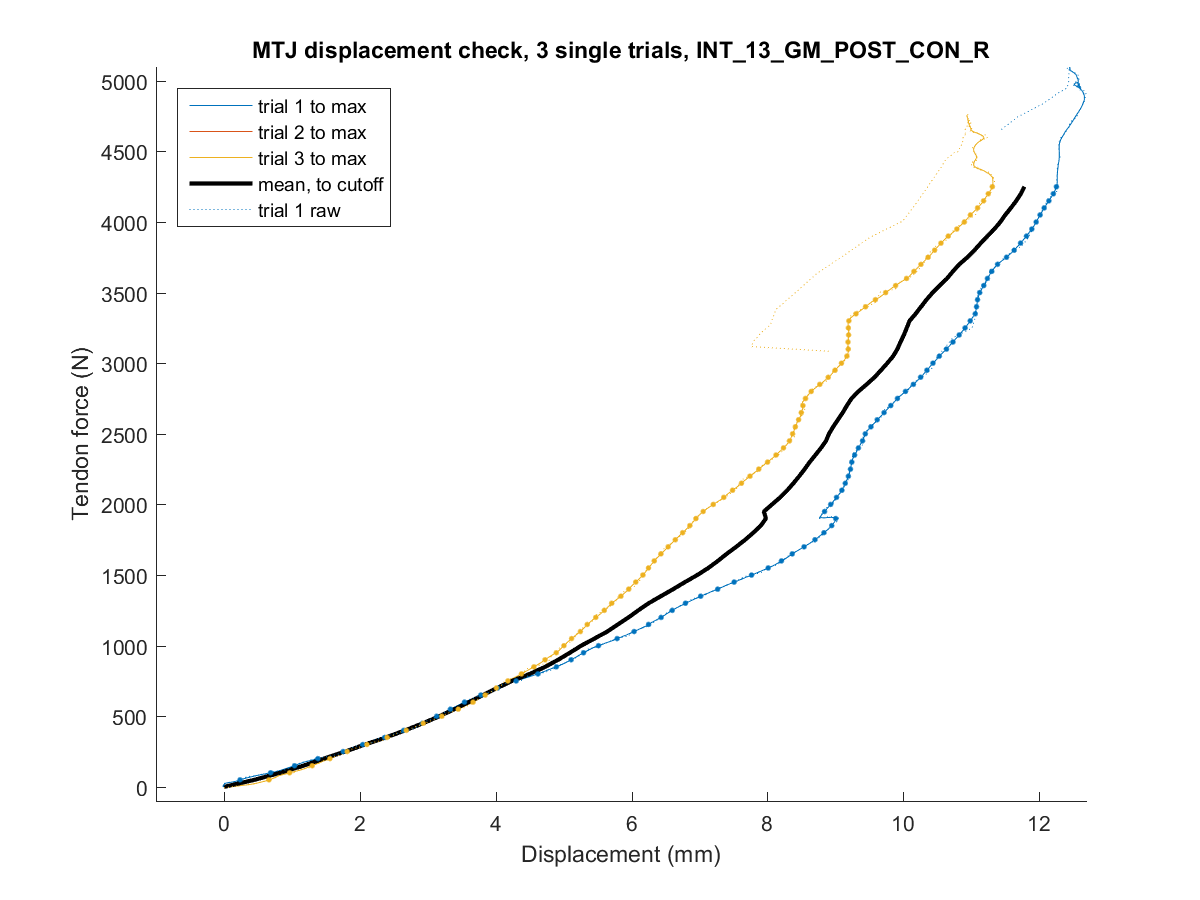 MTJ displacement check, 3 single trials, INT_13_GM_POST_CON_R
trial 1 to max
trial 2 to max
trial 3 to max
mean, to cutoff
trial 1 raw
5000
4500
4000
3500
3000
2500
2000
1500
1000
500
0
Tendon force (N)
0 2 4 6 8 10 12
Displacement (mm)